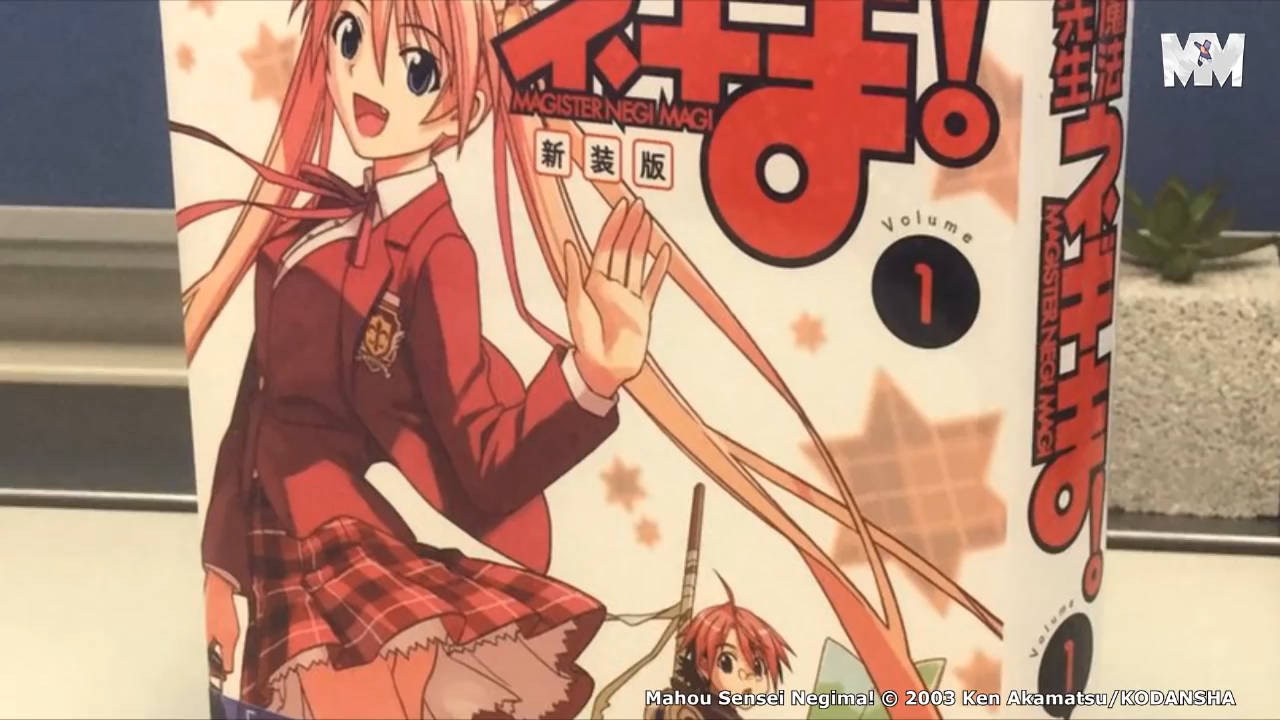 ネギま!
MAGISTER NEGI MAGI
新装版
Volume
1
魔法
先生
ネギま!
MAGISTER NEGI MAGI
Volume
1
MM
Mahou Sensei Negima! © 2003 Ken Akamatsu/KODANSHA